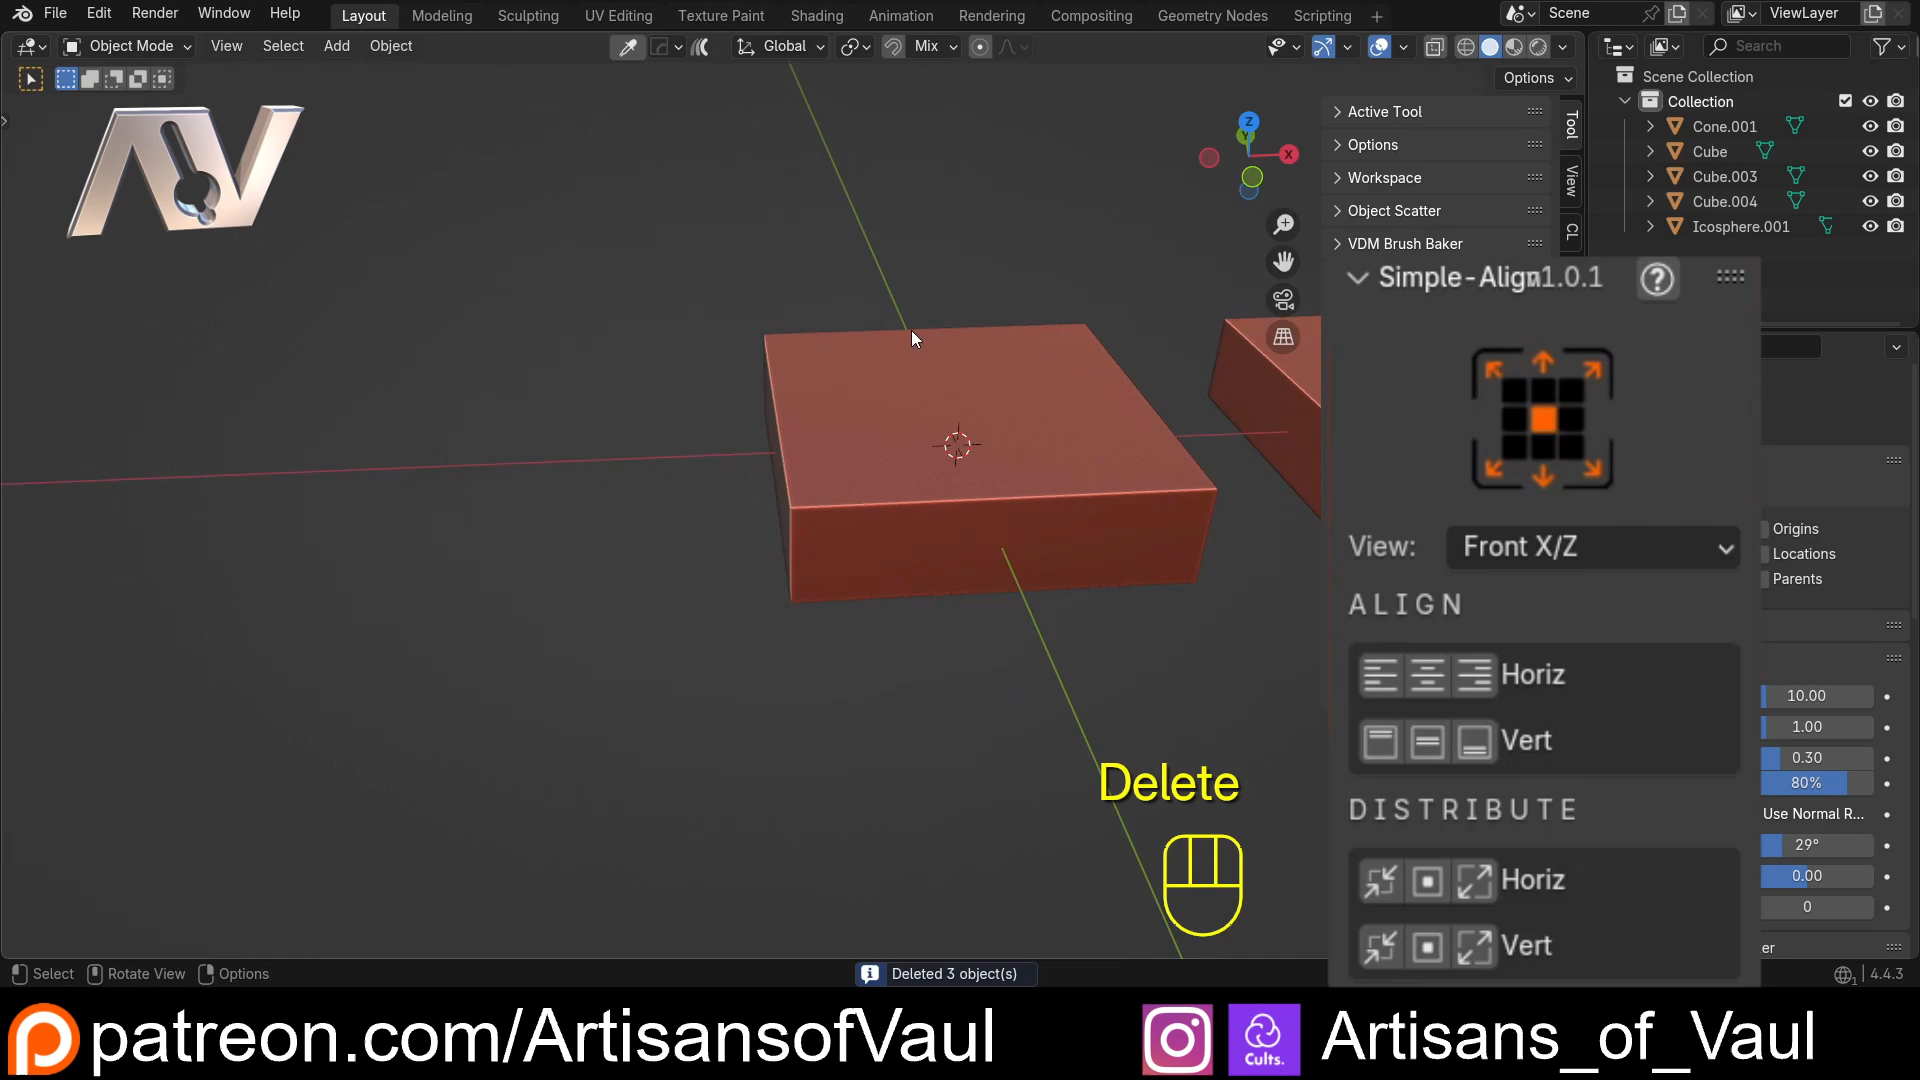 File Edit Render Window Help Layout Modeling Sculpting UV Editing Texture Paint Shading Animation Rendering Compositing Geometry Nodes Scripting + Scene ViewLayer
Object Mode View Select Add Object Global Mix Search
Options
Scene Collection
Collection
Cone.001
Cube
Cube.003
Cube.004
Icosphere.001
AV
Z
Y
X
Active Tool
Options
Workspace
Object Scatter
VDM Brush Baker
Tool
View
CL
Simple-Align v1.0.1 ?
View: Front X/Z
ALIGN
Horiz
Vert
DISTRIBUTE
Horiz
Vert
Origins
Locations
Parents
10.00
1.00
0.30
80%
Use Normal R...
29°
0.00
0
er
Delete
Select Rotate View Options
Deleted 3 object(s)
4.4.3
patreon.com/ArtisansofVaul
Cults.
Artisans_of_Vaul